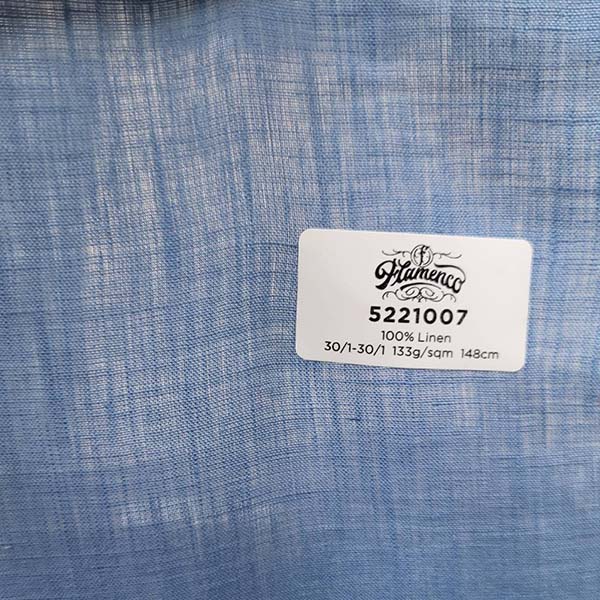 f
Flamenco
5221007
100% Linen
30/1-30/1 133g/sqm 148cm